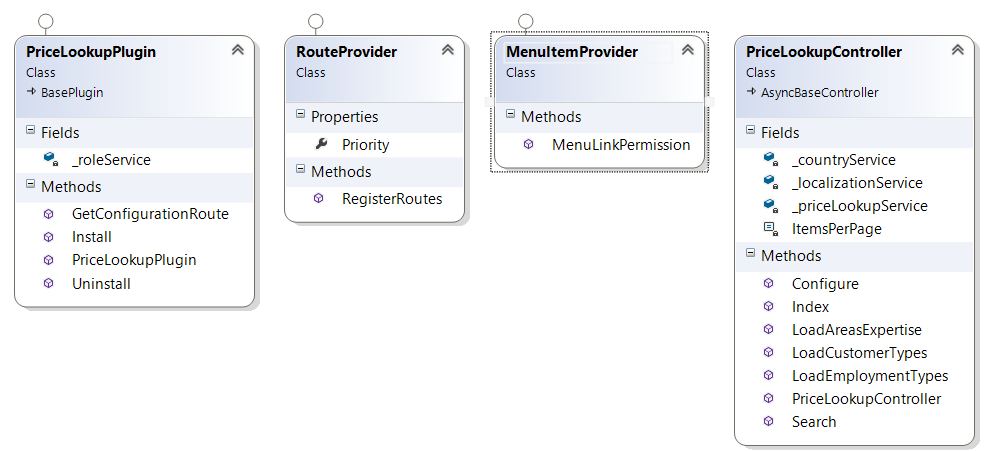 PriceLookupPlugin
Class
BasePlugin
Fields
_roleService
Methods
GetConfigurationRoute
Install
PriceLookupPlugin
Uninstall
RouteProvider
Class
Properties
Priority
Methods
RegisterRoutes
MenuItemProvider
Class
Methods
MenuLinkPermission
PriceLookupController
Class
AsyncBaseController
Fields
_countryService
_localizationService
_priceLookupService
ItemsPerPage
Methods
Configure
Index
LoadAreasExpertise
LoadCustomerTypes
LoadEmploymentTypes
PriceLookupController
Search